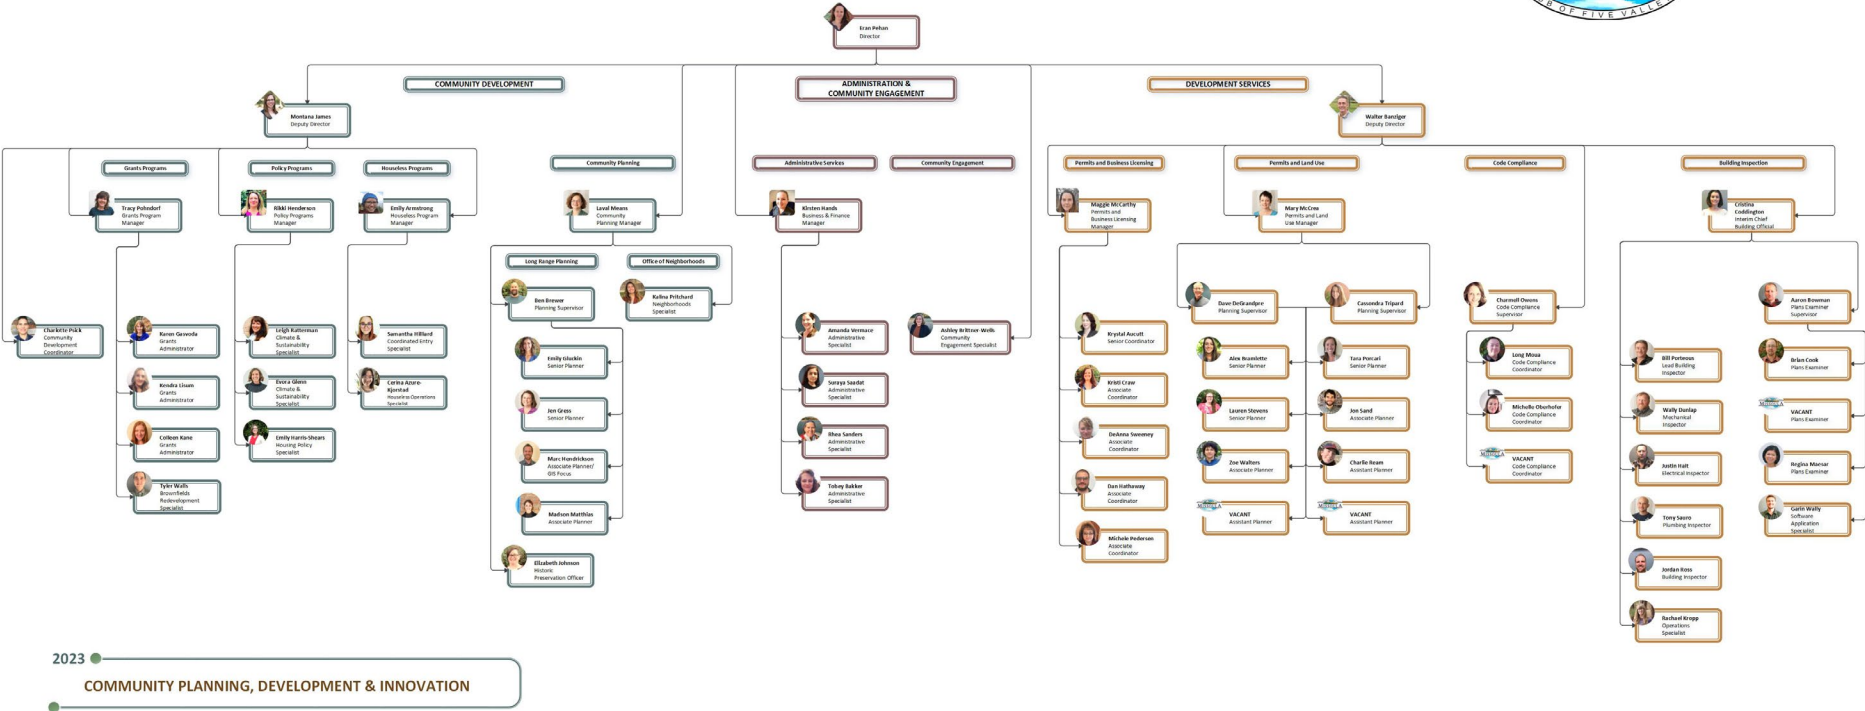 OB OF FIVE VALLE
Eran Pehan
Director
COMMUNITY DEVELOPMENT
ADMINISTRATION &
COMMUNITY ENGAGEMENT
DEVELOPMENT SERVICES
Montana James
Deputy Director
Walter Banziger
Deputy Director
Grants Programs
Policy Programs
Houseless Programs
Community Planning
Administrative Services
Community Engagement
Permits and Business Licensing
Permits and Land Use
Code Compliance
Building Inspection
Tracy Pohndorf
Grants Program
Manager
Rikki Henderson
Policy Programs
Manager
Emily Armstrong
Houseless Program
Manager
Laval Means
Community
Planning Manager
Kirsten Hands
Business & Finance
Manager
Maggie McCarthy
Permits and
Business Licensing
Manager
Mary McCrea
Permits and Land
Use Manager
Cristina
Coddington
Interim Chief
Building Official
Long Range Planning
Office of Neighborhoods
Ben Brewer
Planning Supervisor
Kalina Pritchard
Neighborhoods
Specialist
Dave DeGrandpre
Planning Supervisor
Cassandra Tripard
Planning Supervisor
Charmell Owens
Code Compliance
Supervisor
Aaron Bowman
Plans Examiner
Supervisor
Charlotte Psick
Community
Development
Coordinator
Karen Gasvoda
Grants
Administrator
Leigh Ratterman
Climate &
Sustainability
Specialist
Samantha Hilliard
Coordinated Entry
Specialist
Amanda Vermace
Administrative
Specialist
Ashley Brittner-Wells
Community
Engagement Specialist
Krystal Aucutt
Senior Coordinator
Emily Gluckin
Senior Planner
Alex Bramlette
Senior Planner
Tara Porcari
Senior Planner
Long Moua
Code Compliance
Coordinator
Bill Porteous
Lead Building
Inspector
Brian Cook
Plans Examiner
Kendra Lisum
Grants
Administrator
Evora Glenn
Climate &
Sustainability
Specialist
Cerina Azure-
Kjorstad
Houseless Operations
Specialist
Suraya Saadat
Administrative
Specialist
Kristi Craw
Associate
Coordinator
Jen Gress
Senior Planner
Lauren Stevens
Senior Planner
Jon Sand
Associate Planner
Michelle Oberhofer
Code Compliance
Coordinator
Wally Dunlap
Mechanical
Inspector
VACANT
Plans Examiner
Colleen Kane
Grants
Administrator
Emily Harris-Shears
Housing Policy
Specialist
Rhea Sanders
Administrative
Specialist
DeAnna Sweeney
Associate
Coordinator
Marc Hendrickson
Associate Planner/
GIS Focus
Zoe Walters
Associate Planner
Charlie Ream
Assistant Planner
VACANT
Code Compliance
Coordinator
Justin Hait
Electrical Inspector
Regina Maesar
Plans Examiner
Tyler Walls
Brownfields
Redevelopment
Specialist
Tobey Bakker
Administrative
Specialist
Dan Hathaway
Associate
Coordinator
Madson Matthias
Associate Planner
VACANT
Assistant Planner
VACANT
Assistant Planner
Tony Sauro
Plumbing Inspector
Garin Wally
Software
Application
Specialist
Michele Pedersen
Associate
Coordinator
Elizabeth Johnson
Historic
Preservation Officer
Jordan Ross
Building Inspector
Rachael Kropp
Operations
Specialist
2023
COMMUNITY PLANNING, DEVELOPMENT & INNOVATION